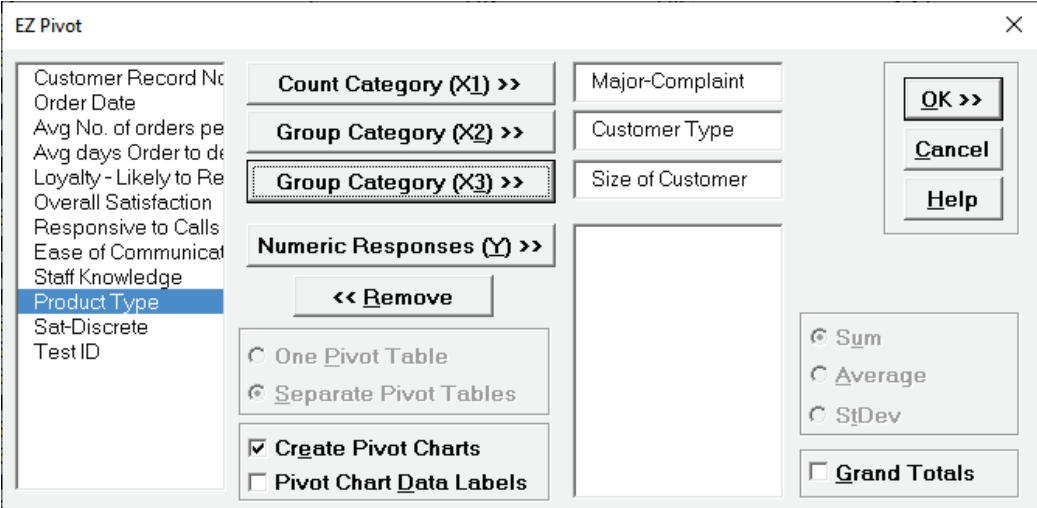 EZ Pivot
Customer Record No
Order Date
Avg No. of orders pe
Avg days Order to de
Loyalty - Likely to Re
Overall Satisfaction
Responsive to Calls
Ease of Communicat
Staff Knowledge
Product Type
Sat-Discrete
Test ID
Count Category (X1) >>
Group Category (X2) >>
Group Category (X3) >>
Numeric Responses (Y) >>
<< Remove
One Pivot Table
Separate Pivot Tables
Create Pivot Charts
Pivot Chart Data Labels
Major-Complaint
Customer Type
Size of Customer
OK >>
Cancel
Help
Sum
Average
StDev
Grand Totals